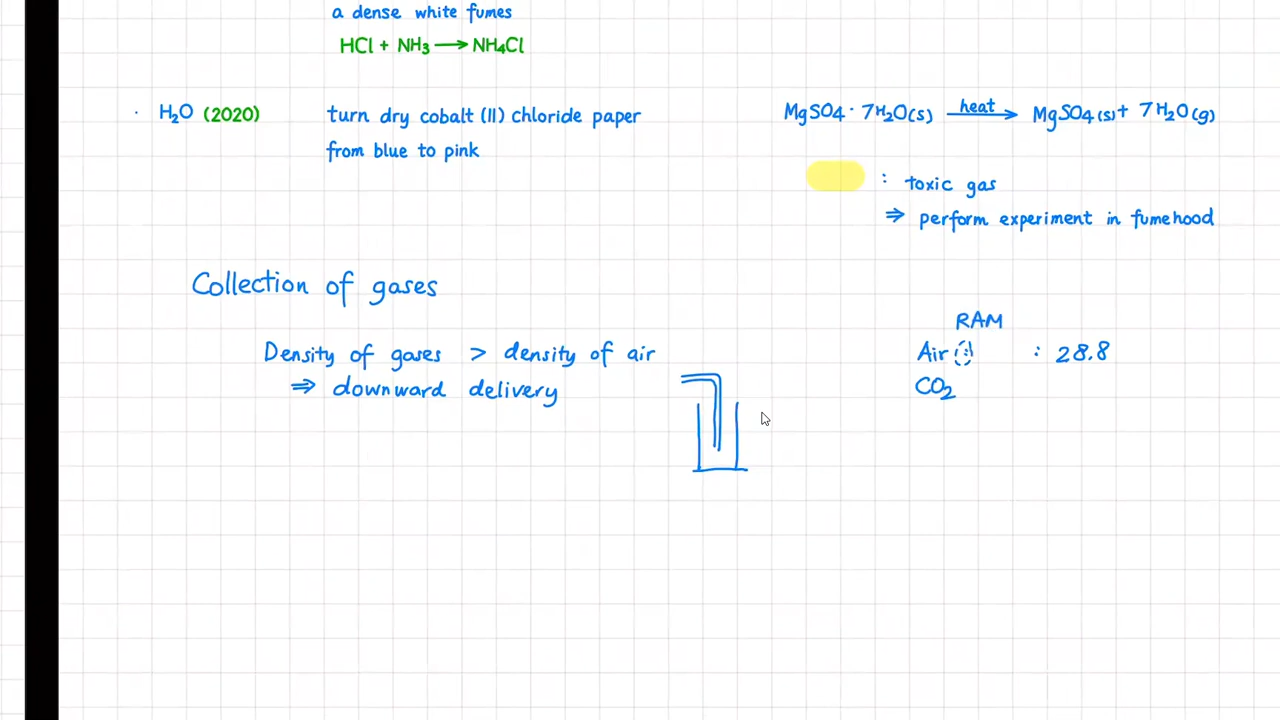 a dense white fumes
HCl + NH3 → NH4Cl
· H2O (2020) turn dry cobalt (II) chloride paper
from blue to pink
MgSO4 · 7H2O(s) heat → MgSO4(s) + 7H2O(g)
: toxic gas
⇒ perform experiment in fumehood
Collection of gases
Density of gases > density of air
⇒ downward delivery
RAM
Air : 28.8
CO2